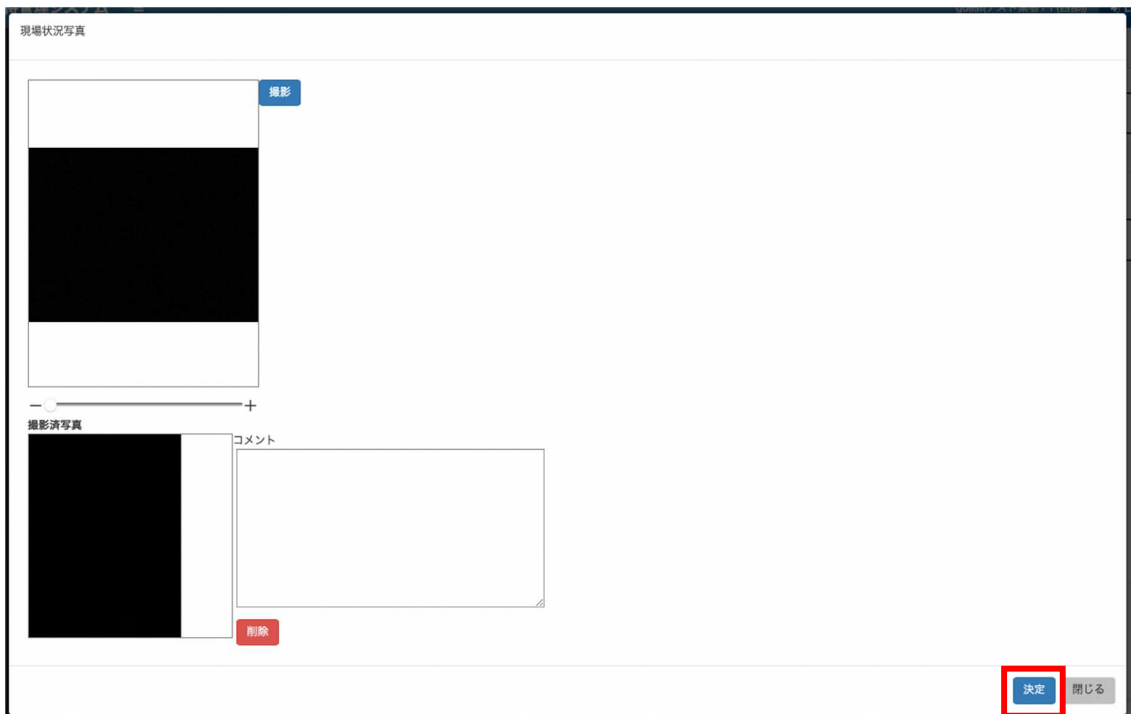 現場状況写真
撮影
撮影済写真
コメント
削除
決定
閉じる